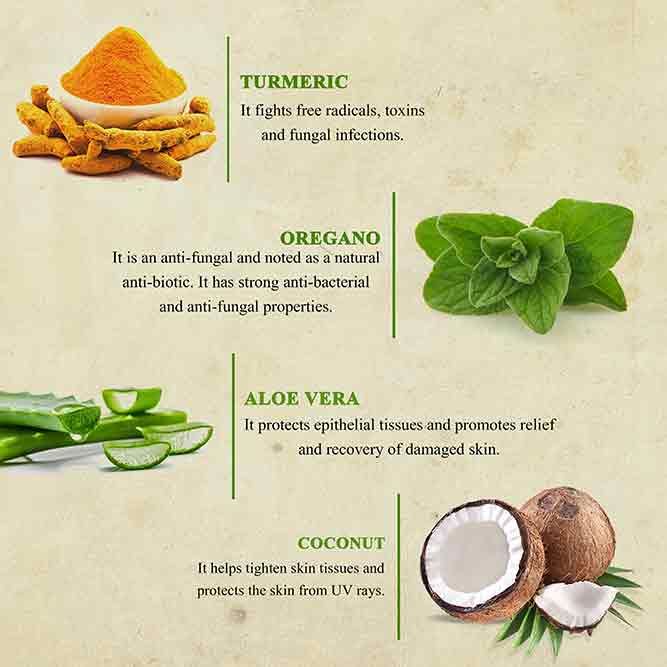 TURMERIC
It fights free radicals, toxins
and fungal infections.
OREGANO
It is an anti-fungal and noted as a natural
anti-biotic. It has strong anti-bacterial
and anti-fungal properties.
ALOE VERA
It protects epithelial tissues and promotes relief
and recovery of damaged skin.
COCONUT
It helps tighten skin tissues and
protects the skin from UV rays.